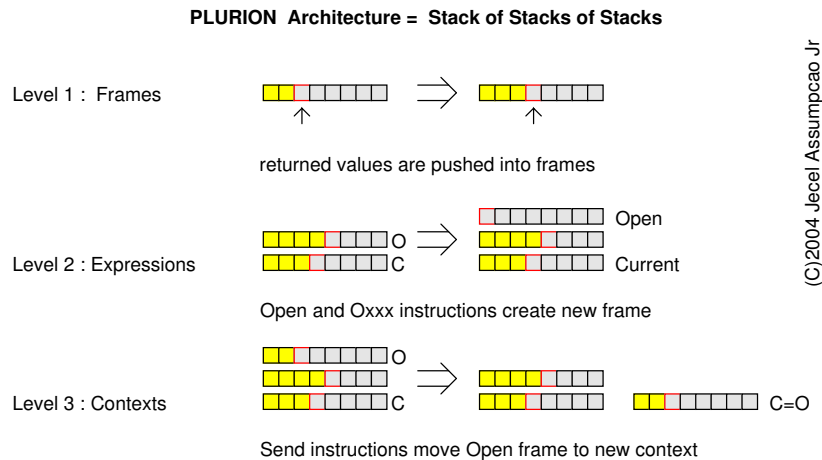 PLURION Architecture = Stack of Stacks of Stacks
Level 1 : Frames
returned values are pushed into frames
Open
O
Level 2 : Expressions
C
Current
Open and Oxxx instructions create new frame
O
Level 3 : Contexts
C
C=O
Send instructions move Open frame to new context
(C)2004 Jecel Assumpcao Jr